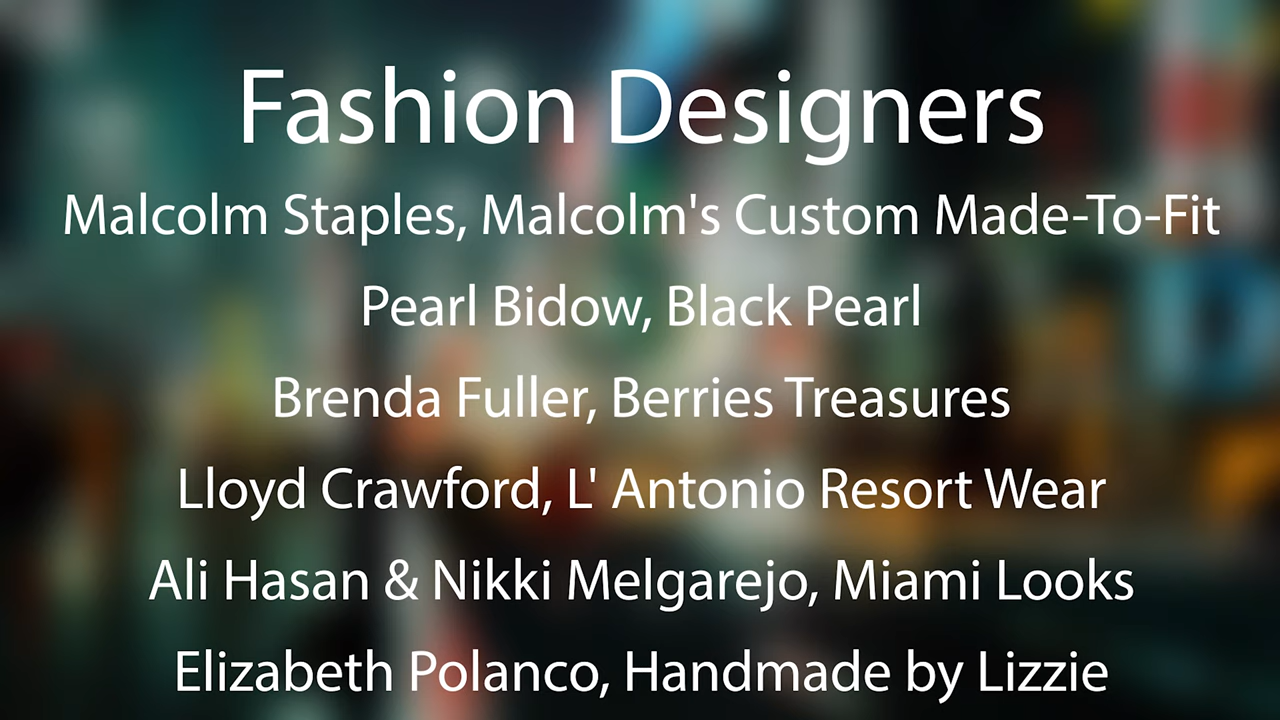 Fashion Designers
Malcolm Staples, Malcolm's Custom Made-To-Fit
Pearl Bidow, Black Pearl
Brenda Fuller, Berries Treasures
Lloyd Crawford, L' Antonio Resort Wear
Ali Hasan & Nikki Melgarejo, Miami Looks
Elizabeth Polanco, Handmade by Lizzie